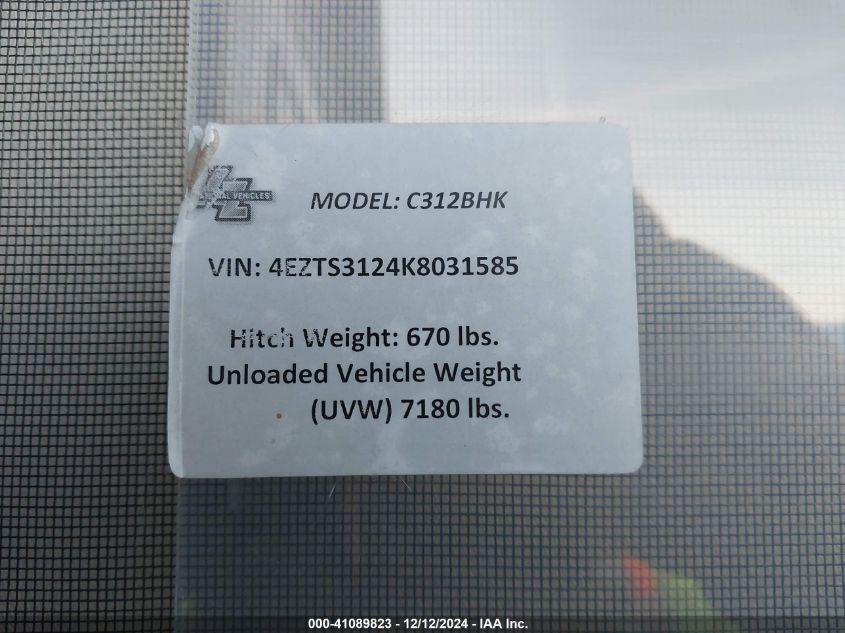 VEHICLES
MODEL: C312BHK
VIN: 4EZTS3124K8031585
Hitch Weight: 670 lbs.
Unloaded Vehicle Weight
(UVW) 7180 lbs.
000-41089823 - 12/12/2024 - IAA Inc.